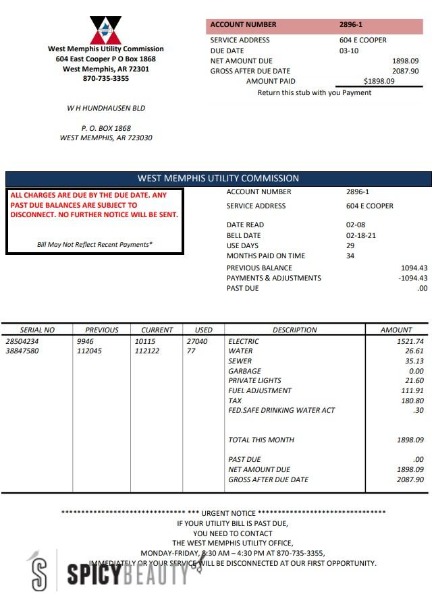 West Memphis Utility Commission
604 East Cooper P O Box 1868
West Memphis, AR 72301
870-735-3355
ACCOUNT NUMBER 2896-1
SERVICE ADDRESS 604 E COOPER
DUE DATE 03-10
NET AMOUNT DUE 1898.09
GROSS AFTER DUE DATE 2087.90
AMOUNT PAID $1898.09
Return this stub with you Payment
W H HUNDHAUSEN BLD
P. O. BOX 1868
WEST MEMPHIS, AR 723030
WEST MEMPHIS UTILITY COMMISSION
ALL CHARGES ARE DUE BY THE DUE DATE. ANY
PAST DUE BALANCES ARE SUBJECT TO
DISCONNECT. NO FURTHER NOTICE WILL BE SENT.
Bill May Not Reflect Recent Payments*
ACCOUNT NUMBER 2896-1
SERVICE ADDRESS 604 E COOPER
DATE READ 02-08
BELL DATE 02-18-21
USE DAYS 29
MONTHS PAID ON TIME 34
PREVIOUS BALANCE 1094.43
PAYMENTS & ADJUSTMENTS -1094.43
PAST DUE .00
SERIAL NO PREVIOUS CURRENT USED DESCRIPTION AMOUNT
28504234 9946 10115 27040 ELECTRIC 1521.74
38847580 112045 112122 77 WATER 26.61
SEWER 35.13
GARBAGE 0.00
PRIVATE LIGHTS 21.60
FUEL ADJUSTMENT 111.91
TAX 180.80
FED.SAFE DRINKING WATER ACT .30
TOTAL THIS MONTH 1898.09
PAST DUE .00
NET AMOUNT DUE 1898.09
GROSS AFTER DUE DATE 2087.90
****************************** *** URGENT NOTICE *******************************
IF YOUR UTILITY BILL IS PAST DUE,
YOU NEED TO CONTACT
THE WEST MEMPHIS UTILITY OFFICE,
MONDAY-FRIDAY, 8:30 AM – 4:30 PM AT 870-735-3355,
IMMEDIATELY OR YOUR SERVICE WILL BE DISCONNECTED AT OUR FIRST OPPORTUNITY.
SPICYBEAUTY